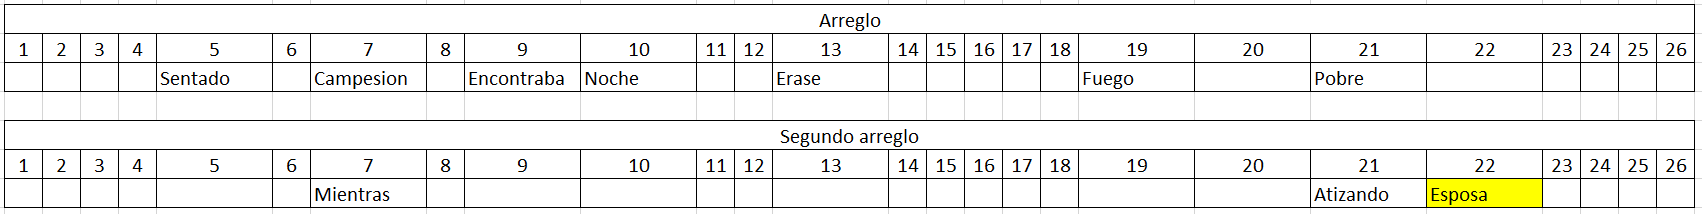 Arreglo
1 2 3 4 5 6 7 8 9 10 11 12 13 14 15 16 17 18 19 20 21 22 23 24 25 26
Sentado Campesion Encontraba Noche Erase Fuego Pobre
Segundo arreglo
1 2 3 4 5 6 7 8 9 10 11 12 13 14 15 16 17 18 19 20 21 22 23 24 25 26
Mientras Atizando Esposa